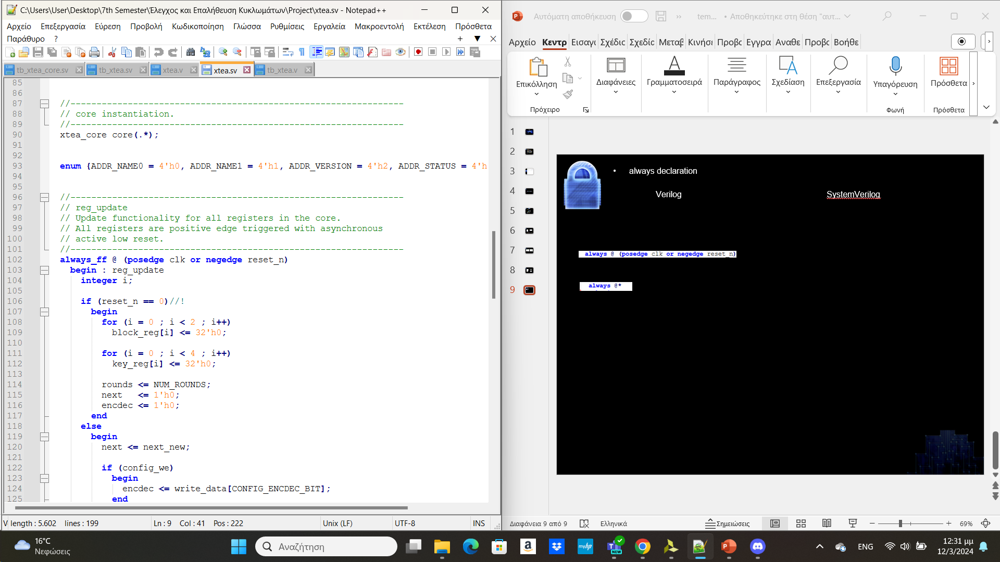 C:\Users\User\Desktop\7th Semester\Έλεγχος και Επαλήθευση Κυκλωμάτων\Project\xtea.sv - Notepad++
Αρχείο Επεξεργασία Εύρεση Προβολή Κωδικοποίηση Γλώσσα Ρυθμίσεις Εργαλεία Μακροεντολή Εκτέλεση Πρόσθετα
Παράθυρο ?
tb_xtea_core.sv tb_xtea.sv xtea.v xtea.sv tb_xtea.v
85
86
87 //----------------------------------------------------------------
88 // core instantiation.
89 //----------------------------------------------------------------
90 xtea_core core(.*);
91
92
93 enum {ADDR_NAME0 = 4'h0, ADDR_NAME1 = 4'h1, ADDR_VERSION = 4'h2, ADDR_STATUS = 4'h
94
95
96 //----------------------------------------------------------------
97 // reg_update
98 // Update functionality for all registers in the core.
99 // All registers are positive edge triggered with asynchronous
100 // active low reset.
101 //----------------------------------------------------------------
102 always_ff @ (posedge clk or negedge reset_n)
103 begin : reg_update
104 integer i;
105
106 if (reset_n == 0)//!
107 begin
108 for (i = 0 ; i < 2 ; i++)
109 block_reg[i] <= 32'h0;
110
111 for (i = 0 ; i < 4 ; i++)
112 key_reg[i] <= 32'h0;
113
114 rounds <= NUM_ROUNDS;
115 next <= 1'h0;
116 encdec <= 1'h0;
117 end
118 else
119 begin
120 next <= next_new;
121
122 if (config_we)
123 begin
124 encdec <= write_data[CONFIG_ENCDEC_BIT];
125 end
V length : 5.602 lines : 199 Ln : 9 Col : 41 Pos : 222 Unix (LF) UTF-8 INS
Αυτόματη αποθήκευση tem... • Αποθηκεύτηκε στη θέση "αυτ...
Αρχείο Κεντρ Εισαγι Σχέδις Σχεδίς Μεταβ Κινήσε Προβς Εγγρα Αναθε Προβς Βοήθε
Επικόλληση Διαφάνειες Γραμματοσειρά Παράγραφος Σχεδίαση Επεξεργασία Υπαγόρευση Πρόσθετα
Πρόχειρο Φωνή Πρόσθετα
1
2
3
4
5
6
7
8
9
• always declaration
Verilog SystemVerilog
always @ (posedge clk or negedge reset_n)
always @*
Διαφάνεια 9 από 9 Ελληνικά Σημειώσεις 69%
16°C
Νεφώσεις
Αναζήτηση
NEW
ENG
12:31 μμ
12/3/2024